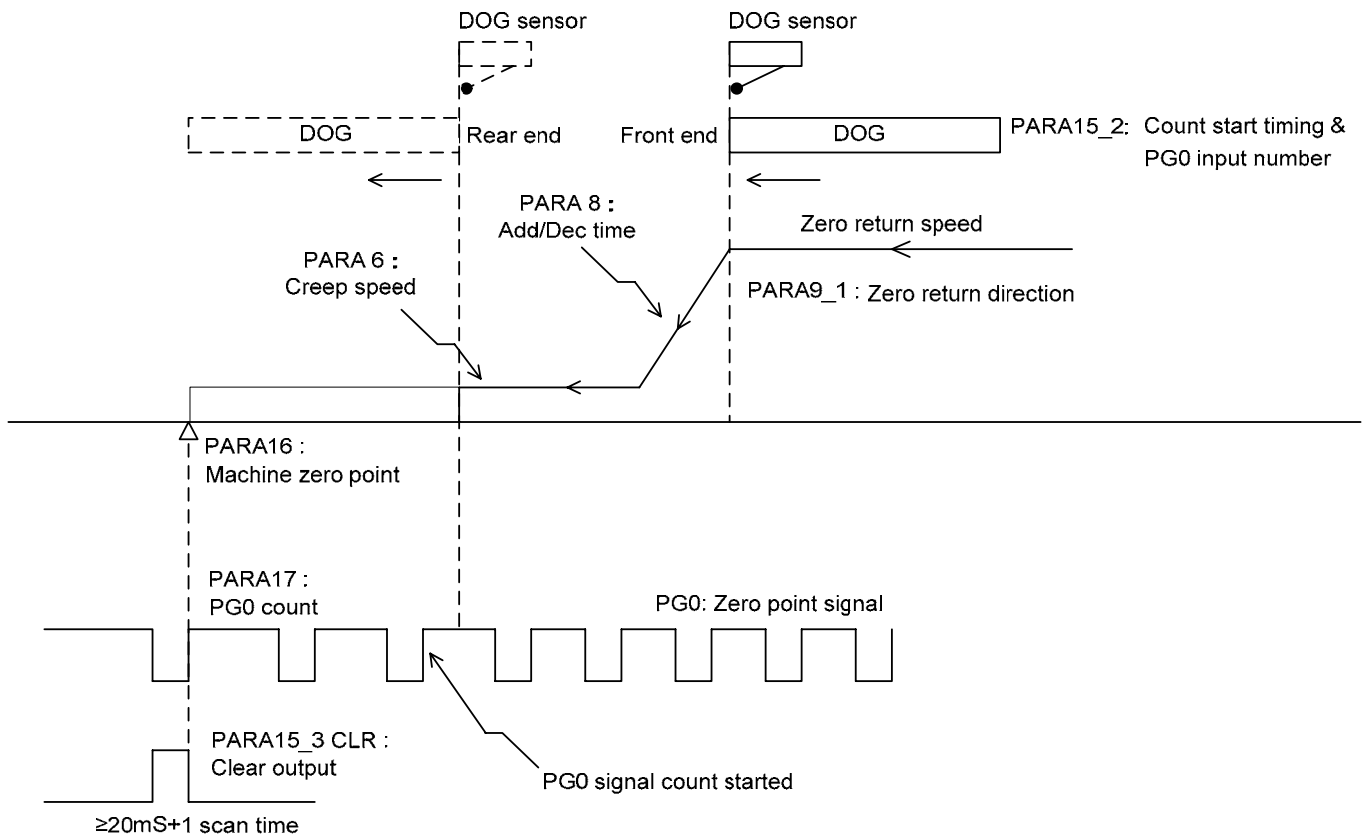 DOG sensor
DOG sensor
DOG
Rear end
Front end
DOG
PARA15_2: Count start timing &
PG0 input number
PARA 8 :
Add/Dec time
Zero return speed
PARA 6 :
Creep speed
PARA9_1 : Zero return direction
PARA16 :
Machine zero point
PARA17 :
PG0 count
PG0: Zero point signal
PARA15_3 CLR :
Clear output
PG0 signal count started
≥20mS+1 scan time